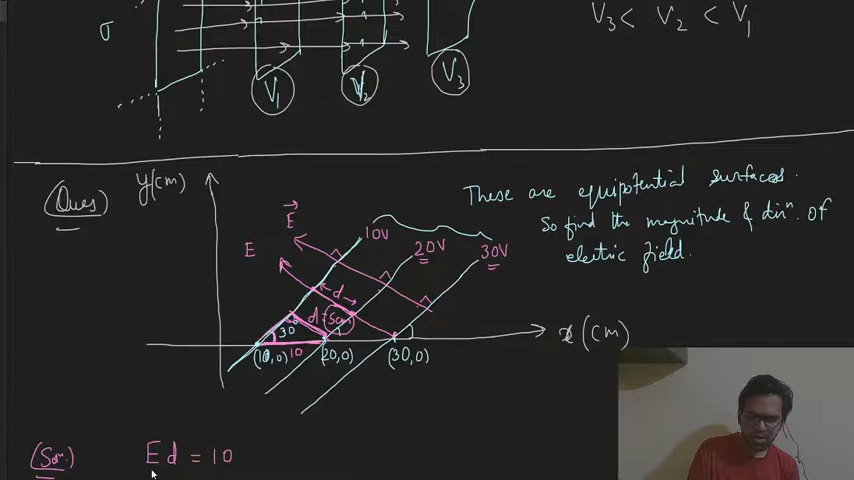 σ
V3 < V2 < V1
V1
V2
V3
Ques
y(cm)
These are equipotential surfaces.
So find the magnitude & dirⁿ. of
electric field.
E
E
10V
20V
30V
d
d = 5cm
30
10
(10,0)
(20,0)
(30,0)
x (cm)
Solⁿ.
Ed = 10